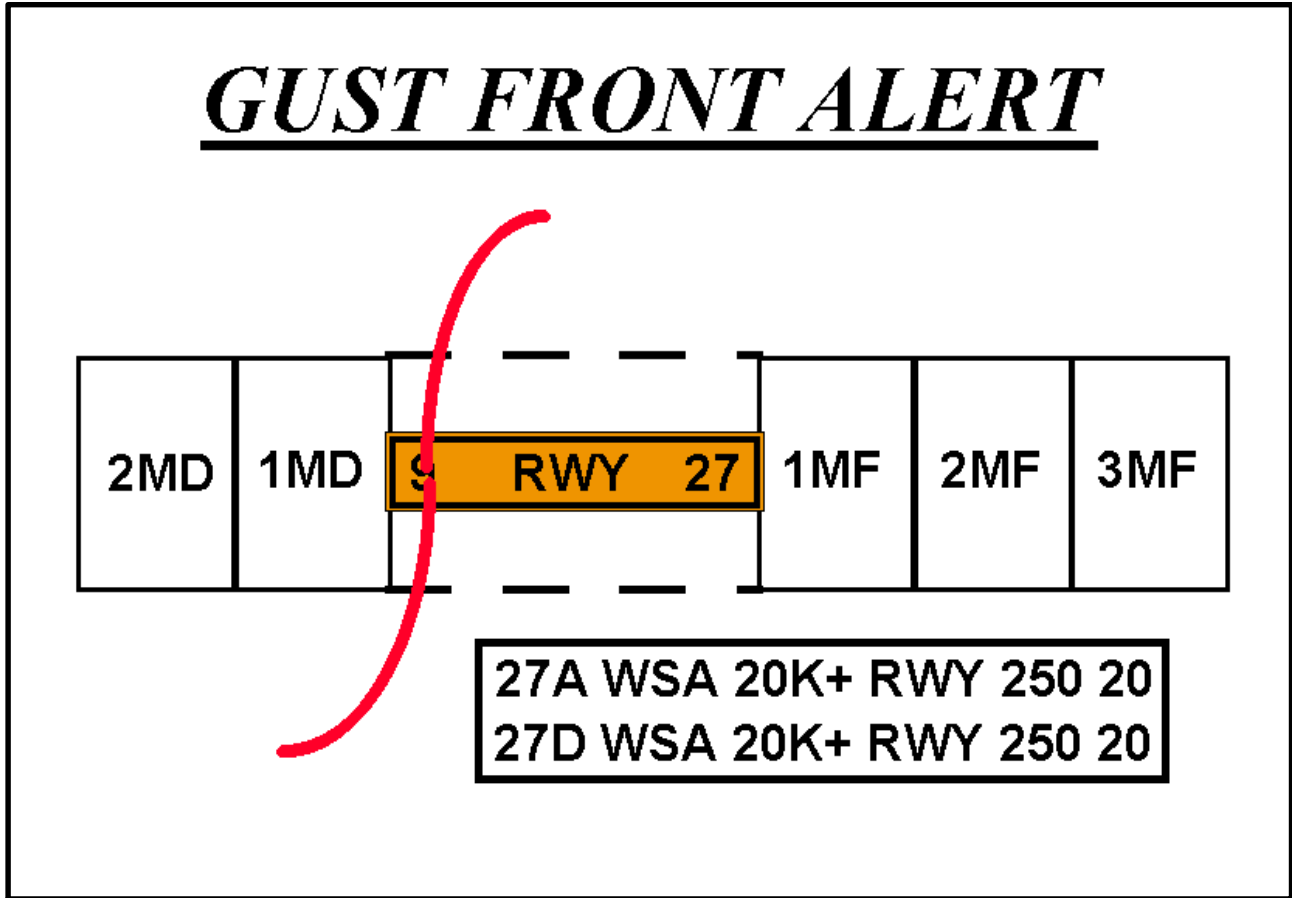 GUST FRONT ALERT
2MD 1MD 9 RWY 27 1MF 2MF 3MF
27A WSA 20K+ RWY 250 20
27D WSA 20K+ RWY 250 20